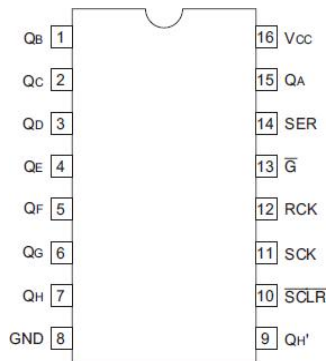 QB 1 16 VCC
QC 2 15 QA
QD 3 14 SER
QE 4 13 G̅
QF 5 12 RCK
QG 6 11 SCK
QH 7 10 S̅C̅L̅R̅
GND 8 9 QH'